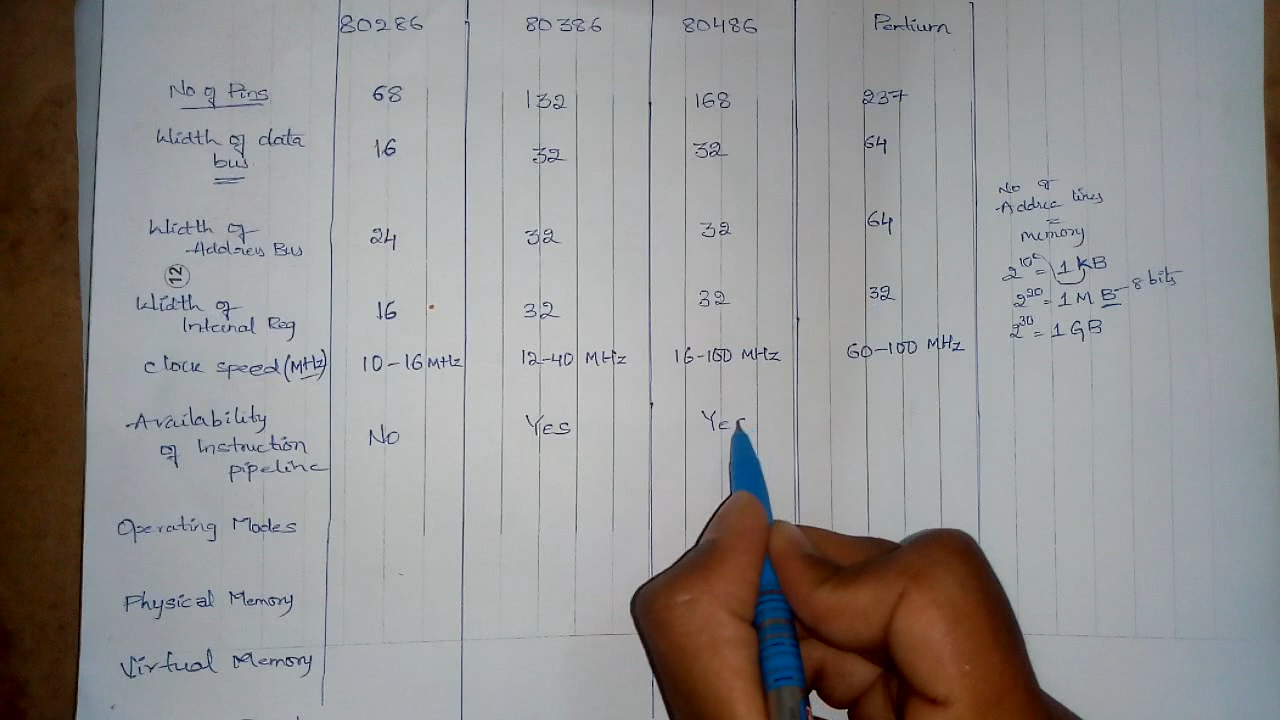 80286 80386 80486 Pentium
No of Pins 68 132 168 237
Width of data bus 16 32 32 64
Width of Address Bus 24 32 32 64
12
Width of Internal Reg 16 32 32 32
Clock speed (MHz) 10-16 MHz 12-40 MHz 16-100 MHz 60-100 MHz
Availability of Instruction pipeline No Yes Yes
Operating Modes
Physical Memory
Virtual Memory
No of
Addres lines
=
memory
2^10 = 1 KB
2^20 = 1 M B - 8 bits
2^30 = 1 GB